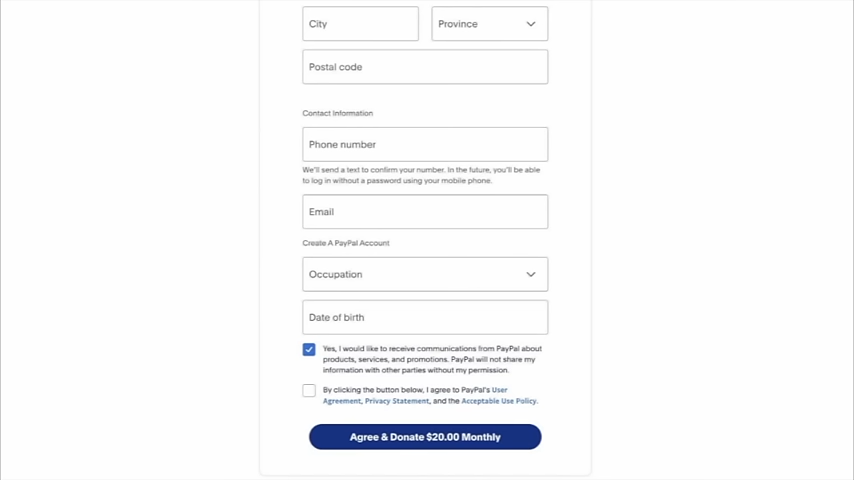 City
Province
Postal code
Contact Information
Phone number
We'll send a text to confirm your number. In the future, you'll be able
to log in without a password using your mobile phone.
Email
Create A PayPal Account
Occupation
Date of birth
Yes, I would like to receive communications from PayPal about
products, services, and promotions. PayPal will not share my
information with other parties without my permission.
By clicking the button below, I agree to PayPal's User
Agreement, Privacy Statement, and the Acceptable Use Policy.
Agree & Donate $20.00 Monthly